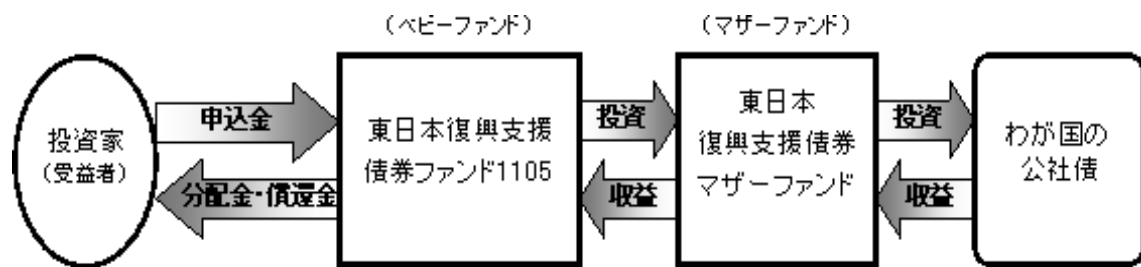 (ベビーファンド)
(マザーファンド)
投資家
(受益者)
申込金
分配金・償還金
東日本復興支援
債券ファンド1105
投資
収益
東日本
復興支援債券
マザーファンド
投資
収益
わが国の
公社債